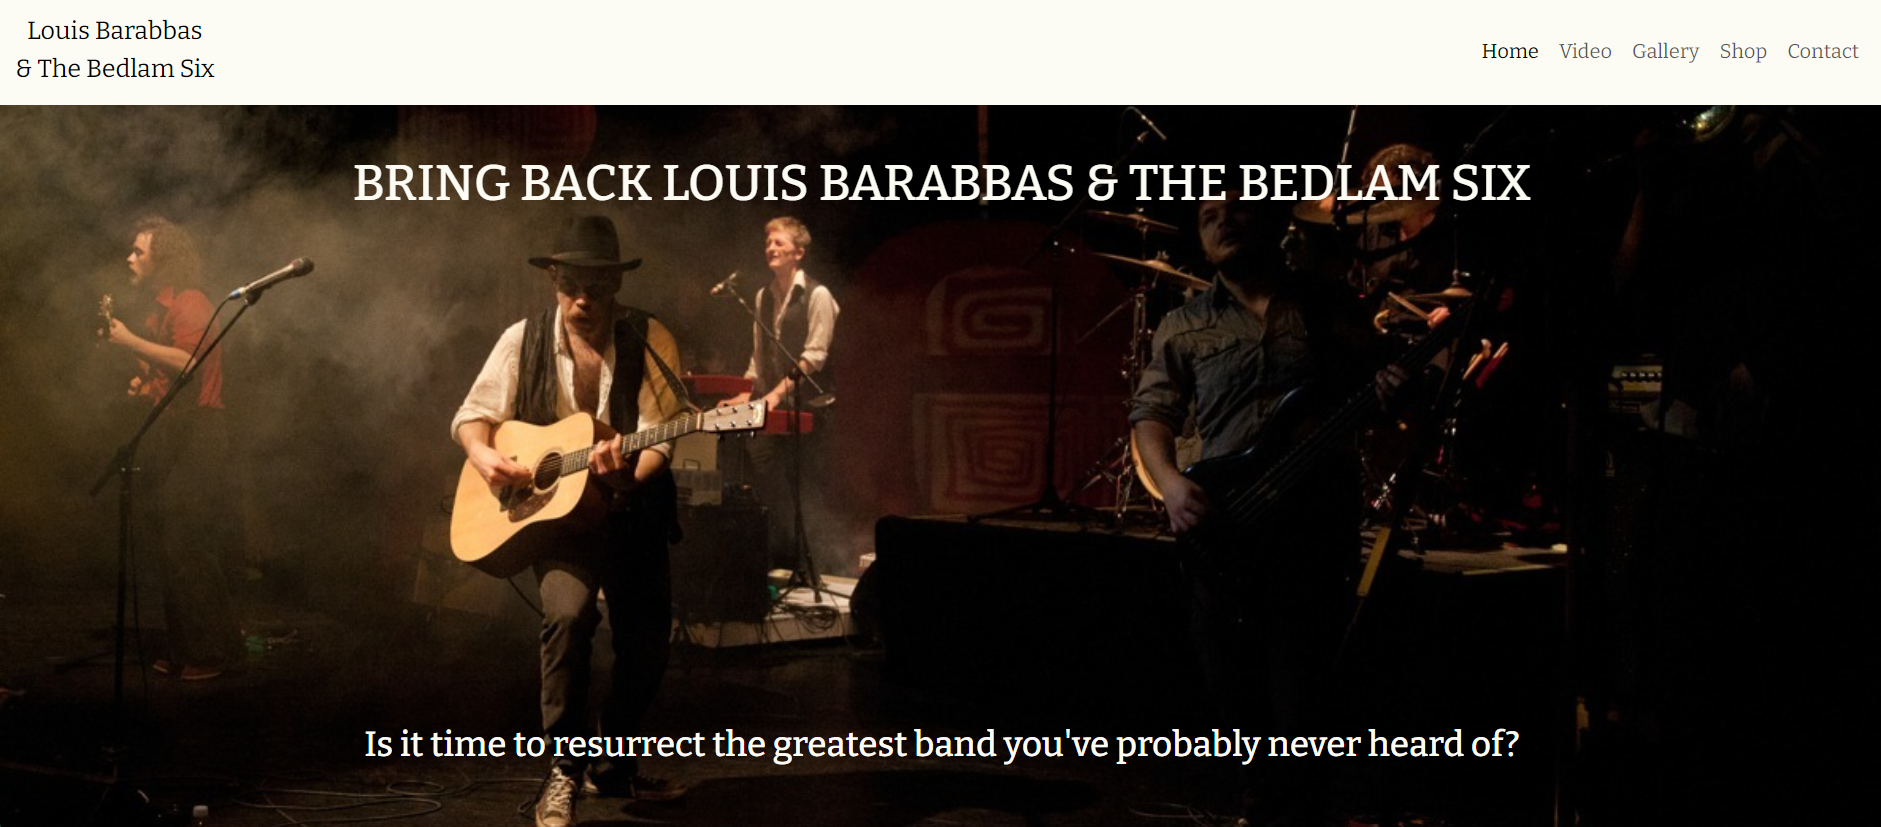 Louis Barabbas
& The Bedlam Six
Home Video Gallery Shop Contact
BRING BACK LOUIS BARABBAS & THE BEDLAM SIX
Is it time to resurrect the greatest band you've probably never heard of?